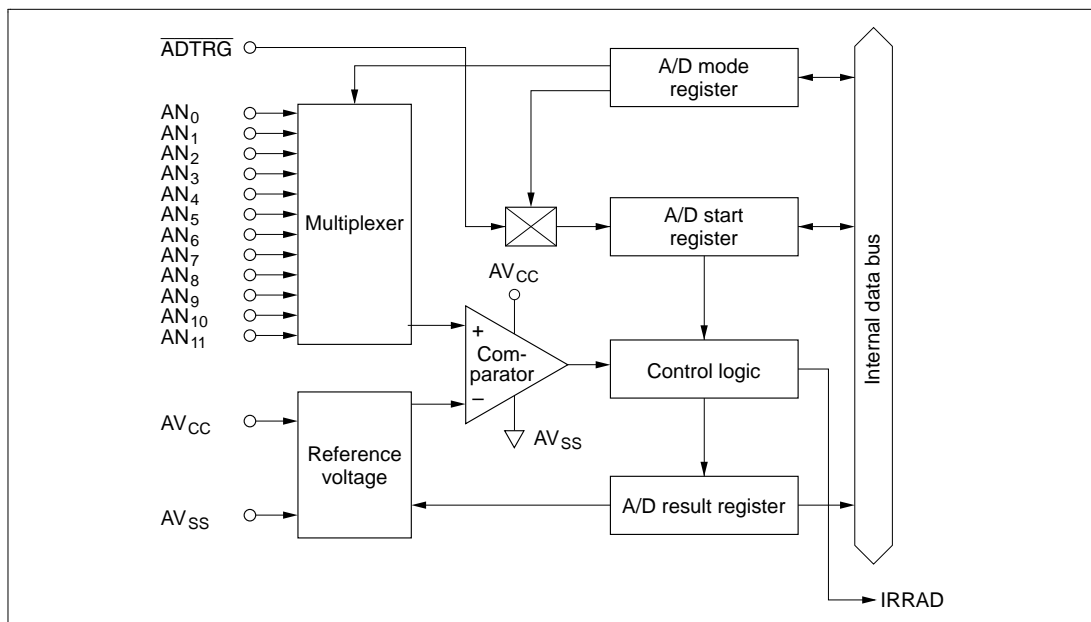 ADTRG
A/D mode
register
AN0
AN1
AN2
AN3
AN4
AN5
AN6
AN7
AN8
AN9
AN10
AN11
Multiplexer
A/D start
register
AVCC
+
Com-
parator
−
AVSS
Control logic
Internal data bus
AVCC
Reference
voltage
AVSS
A/D result register
IRRAD